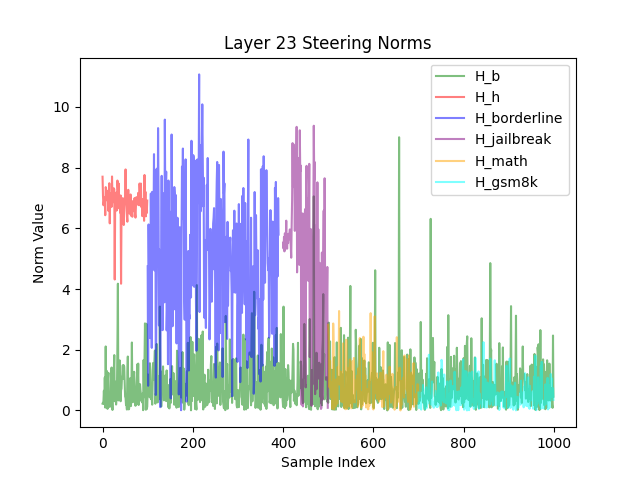 Layer 23 Steering Norms
H_b
H_h
H_borderline
H_jailbreak
H_math
H_gsm8k
Norm Value
10
8
6
4
2
0
0 200 400 600 800 1000
Sample Index